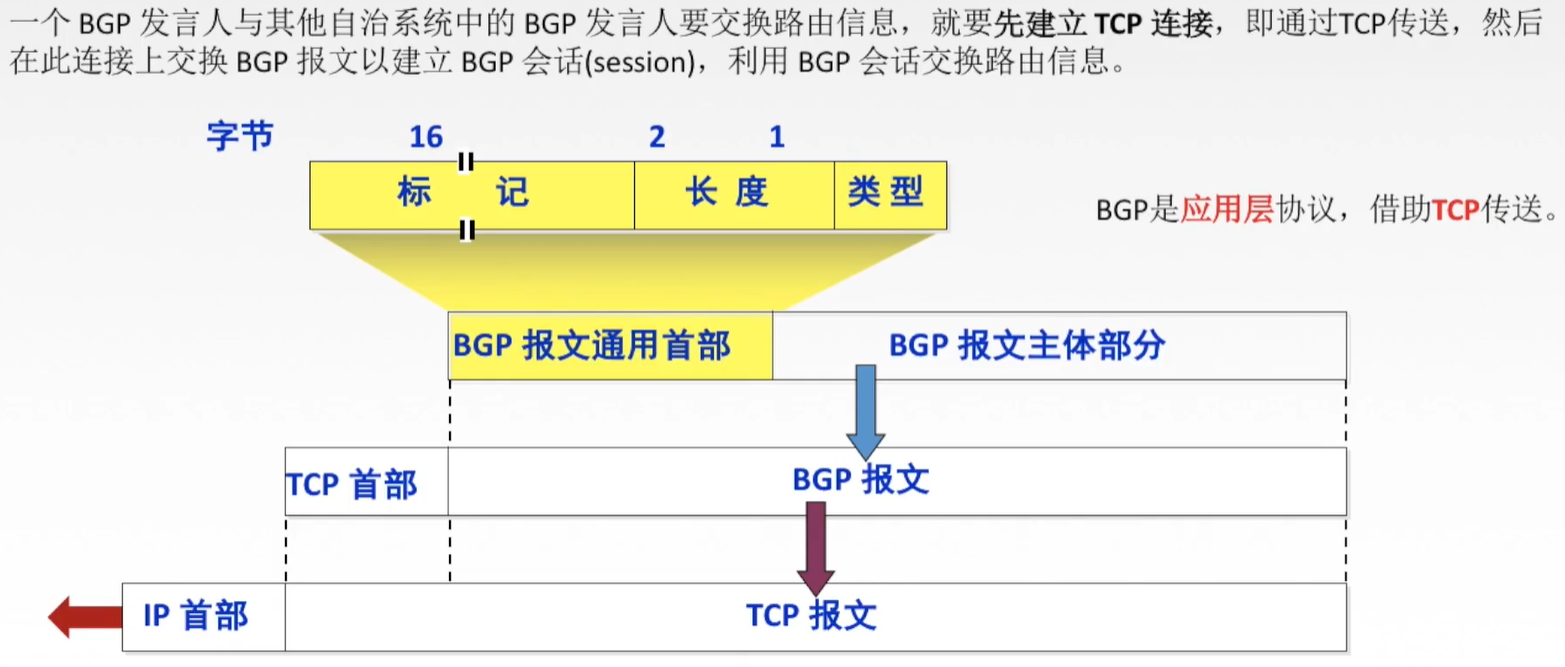 一个 BGP 发言人与其他自治系统中的 BGP 发言人要交换路由信息，就要先建立 TCP 连接，即通过TCP传送，然后
在此连接上交换 BGP 报文以建立 BGP 会话(session)，利用 BGP 会话交换路由信息。
字节 16 2 1
标 记 长 度 类 型
BGP是应用层协议，借助TCP传送。
BGP 报文通用首部 BGP 报文主体部分
TCP 首部 BGP 报文
IP 首部 TCP 报文